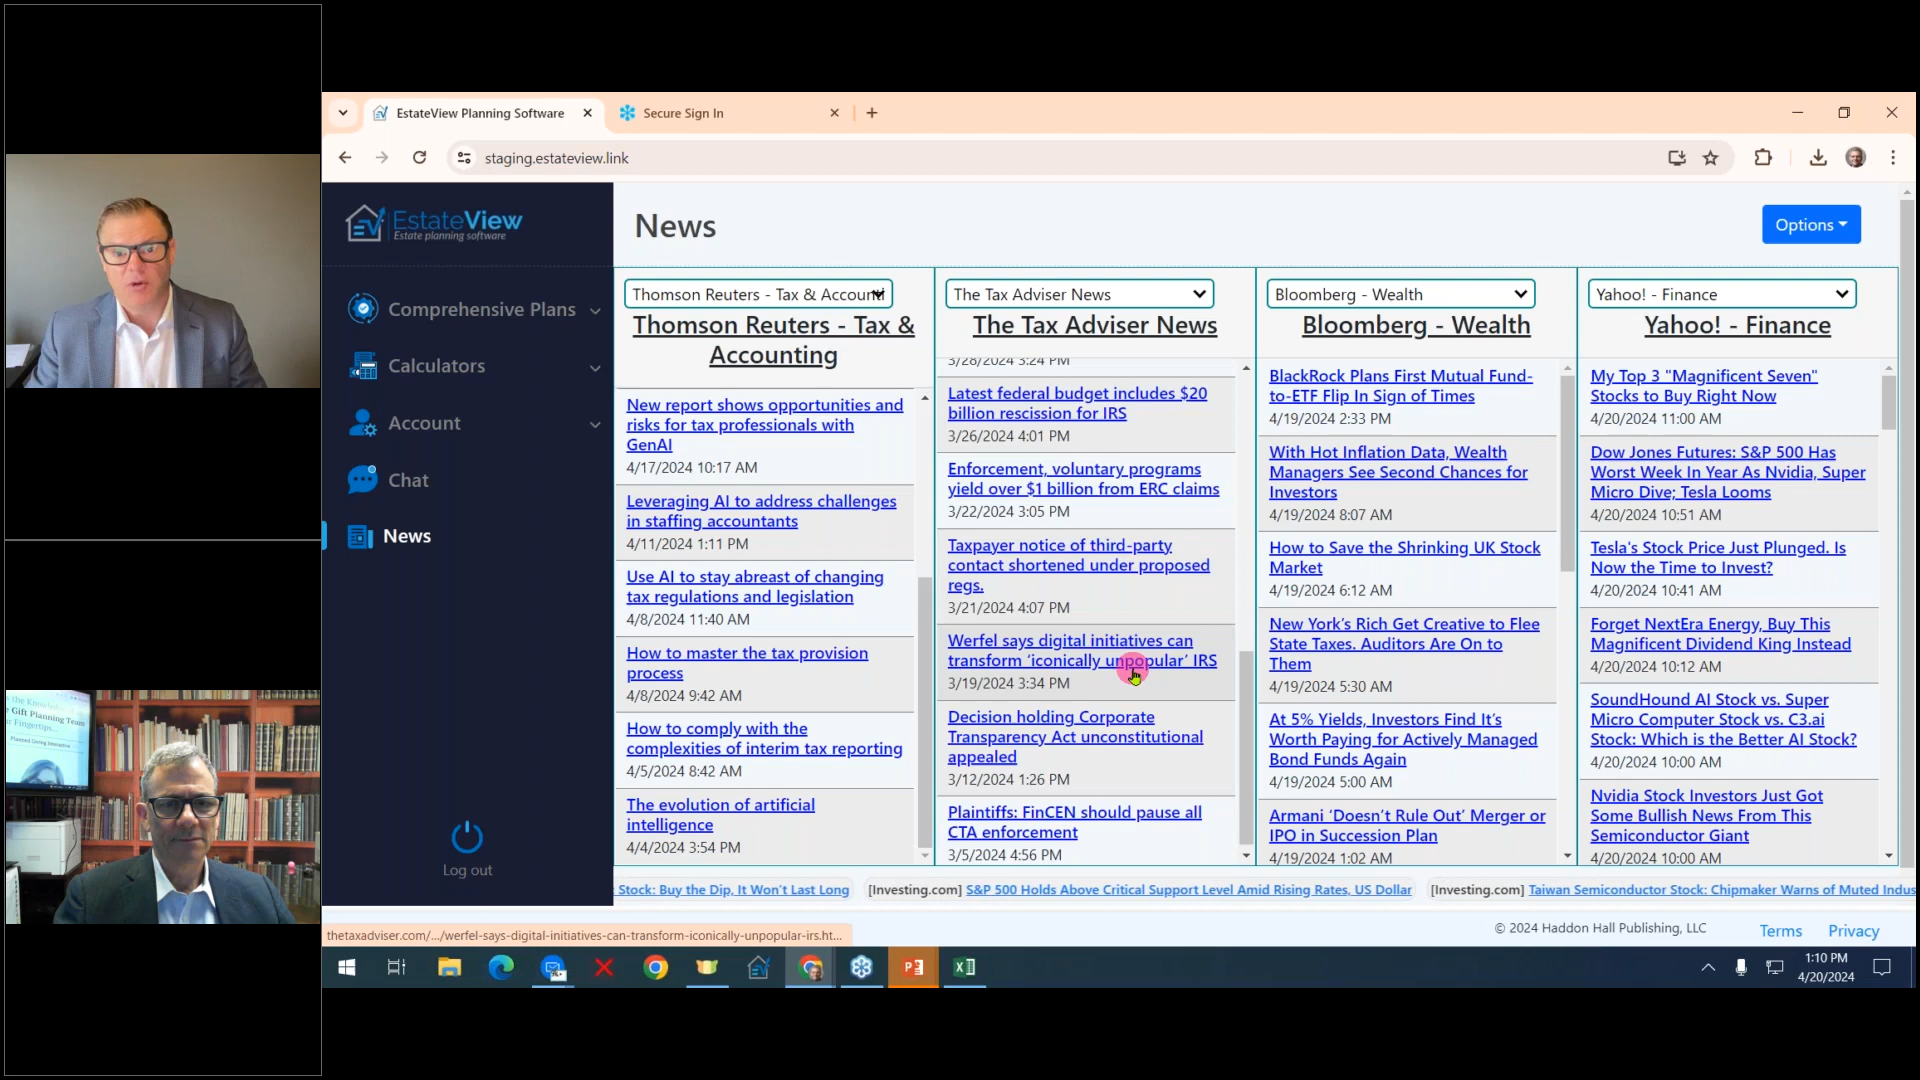 the Knowled
e Gift Planning Team
r Fingertips...
Planned Giving Interactive
EstateView Planning Software
Secure Sign In
staging.estateview.link
EstateView
Estate planning software
Comprehensive Plans
Calculators
Account
Chat
News
Log out
News
Options
Thomson Reuters - Tax & Accounti
Thomson Reuters - Tax &
Accounting
New report shows opportunities and
risks for tax professionals with
GenAI
4/17/2024 10:17 AM
Leveraging AI to address challenges
in staffing accountants
4/11/2024 1:11 PM
Use AI to stay abreast of changing
tax regulations and legislation
4/8/2024 11:40 AM
How to master the tax provision
process
4/8/2024 9:42 AM
How to comply with the
complexities of interim tax reporting
4/5/2024 8:42 AM
The evolution of artificial
intelligence
4/4/2024 3:54 PM
The Tax Adviser News
The Tax Adviser News
3/28/2024 3:24 PM
Latest federal budget includes $20
billion rescission for IRS
3/26/2024 4:01 PM
Enforcement, voluntary programs
yield over $1 billion from ERC claims
3/22/2024 3:05 PM
Taxpayer notice of third-party
contact shortened under proposed
regs.
3/21/2024 4:07 PM
Werfel says digital initiatives can
transform ‘iconically unpopular’ IRS
3/19/2024 3:34 PM
Decision holding Corporate
Transparency Act unconstitutional
appealed
3/12/2024 1:26 PM
Plaintiffs: FinCEN should pause all
CTA enforcement
3/5/2024 4:56 PM
Bloomberg - Wealth
Bloomberg - Wealth
BlackRock Plans First Mutual Fund-
to-ETF Flip In Sign of Times
4/19/2024 2:33 PM
With Hot Inflation Data, Wealth
Managers See Second Chances for
Investors
4/19/2024 8:07 AM
How to Save the Shrinking UK Stock
Market
4/19/2024 6:12 AM
New York’s Rich Get Creative to Flee
State Taxes. Auditors Are On to
Them
4/19/2024 5:30 AM
At 5% Yields, Investors Find It’s
Worth Paying for Actively Managed
Bond Funds Again
4/19/2024 5:00 AM
Armani ‘Doesn’t Rule Out’ Merger or
IPO in Succession Plan
4/19/2024 1:02 AM
Yahoo! - Finance
Yahoo! - Finance
My Top 3 "Magnificent Seven"
Stocks to Buy Right Now
4/20/2024 11:00 AM
Dow Jones Futures: S&P 500 Has
Worst Week In Year As Nvidia, Super
Micro Dive; Tesla Looms
4/20/2024 10:51 AM
Tesla's Stock Price Just Plunged. Is
Now the Time to Invest?
4/20/2024 10:41 AM
Forget NextEra Energy, Buy This
Magnificent Dividend King Instead
4/20/2024 10:12 AM
SoundHound AI Stock vs. Super
Micro Computer Stock vs. C3.ai
Stock: Which is the Better AI Stock?
4/20/2024 10:00 AM
Nvidia Stock Investors Just Got
Some Bullish News From This
Semiconductor Giant
4/20/2024 10:00 AM
: Stock: Buy the Dip, It Won't Last Long [Investing.com] S&P 500 Holds Above Critical Support Level Amid Rising Rates, US Dollar [Investing.com] Taiwan Semiconductor Stock: Chipmaker Warns of Muted Indus
© 2024 Haddon Hall Publishing, LLC Terms Privacy
thetaxadviser.com/.../werfel-says-digital-initiatives-can-transform-iconically-unpopular-irs.ht...
1:10 PM
4/20/2024